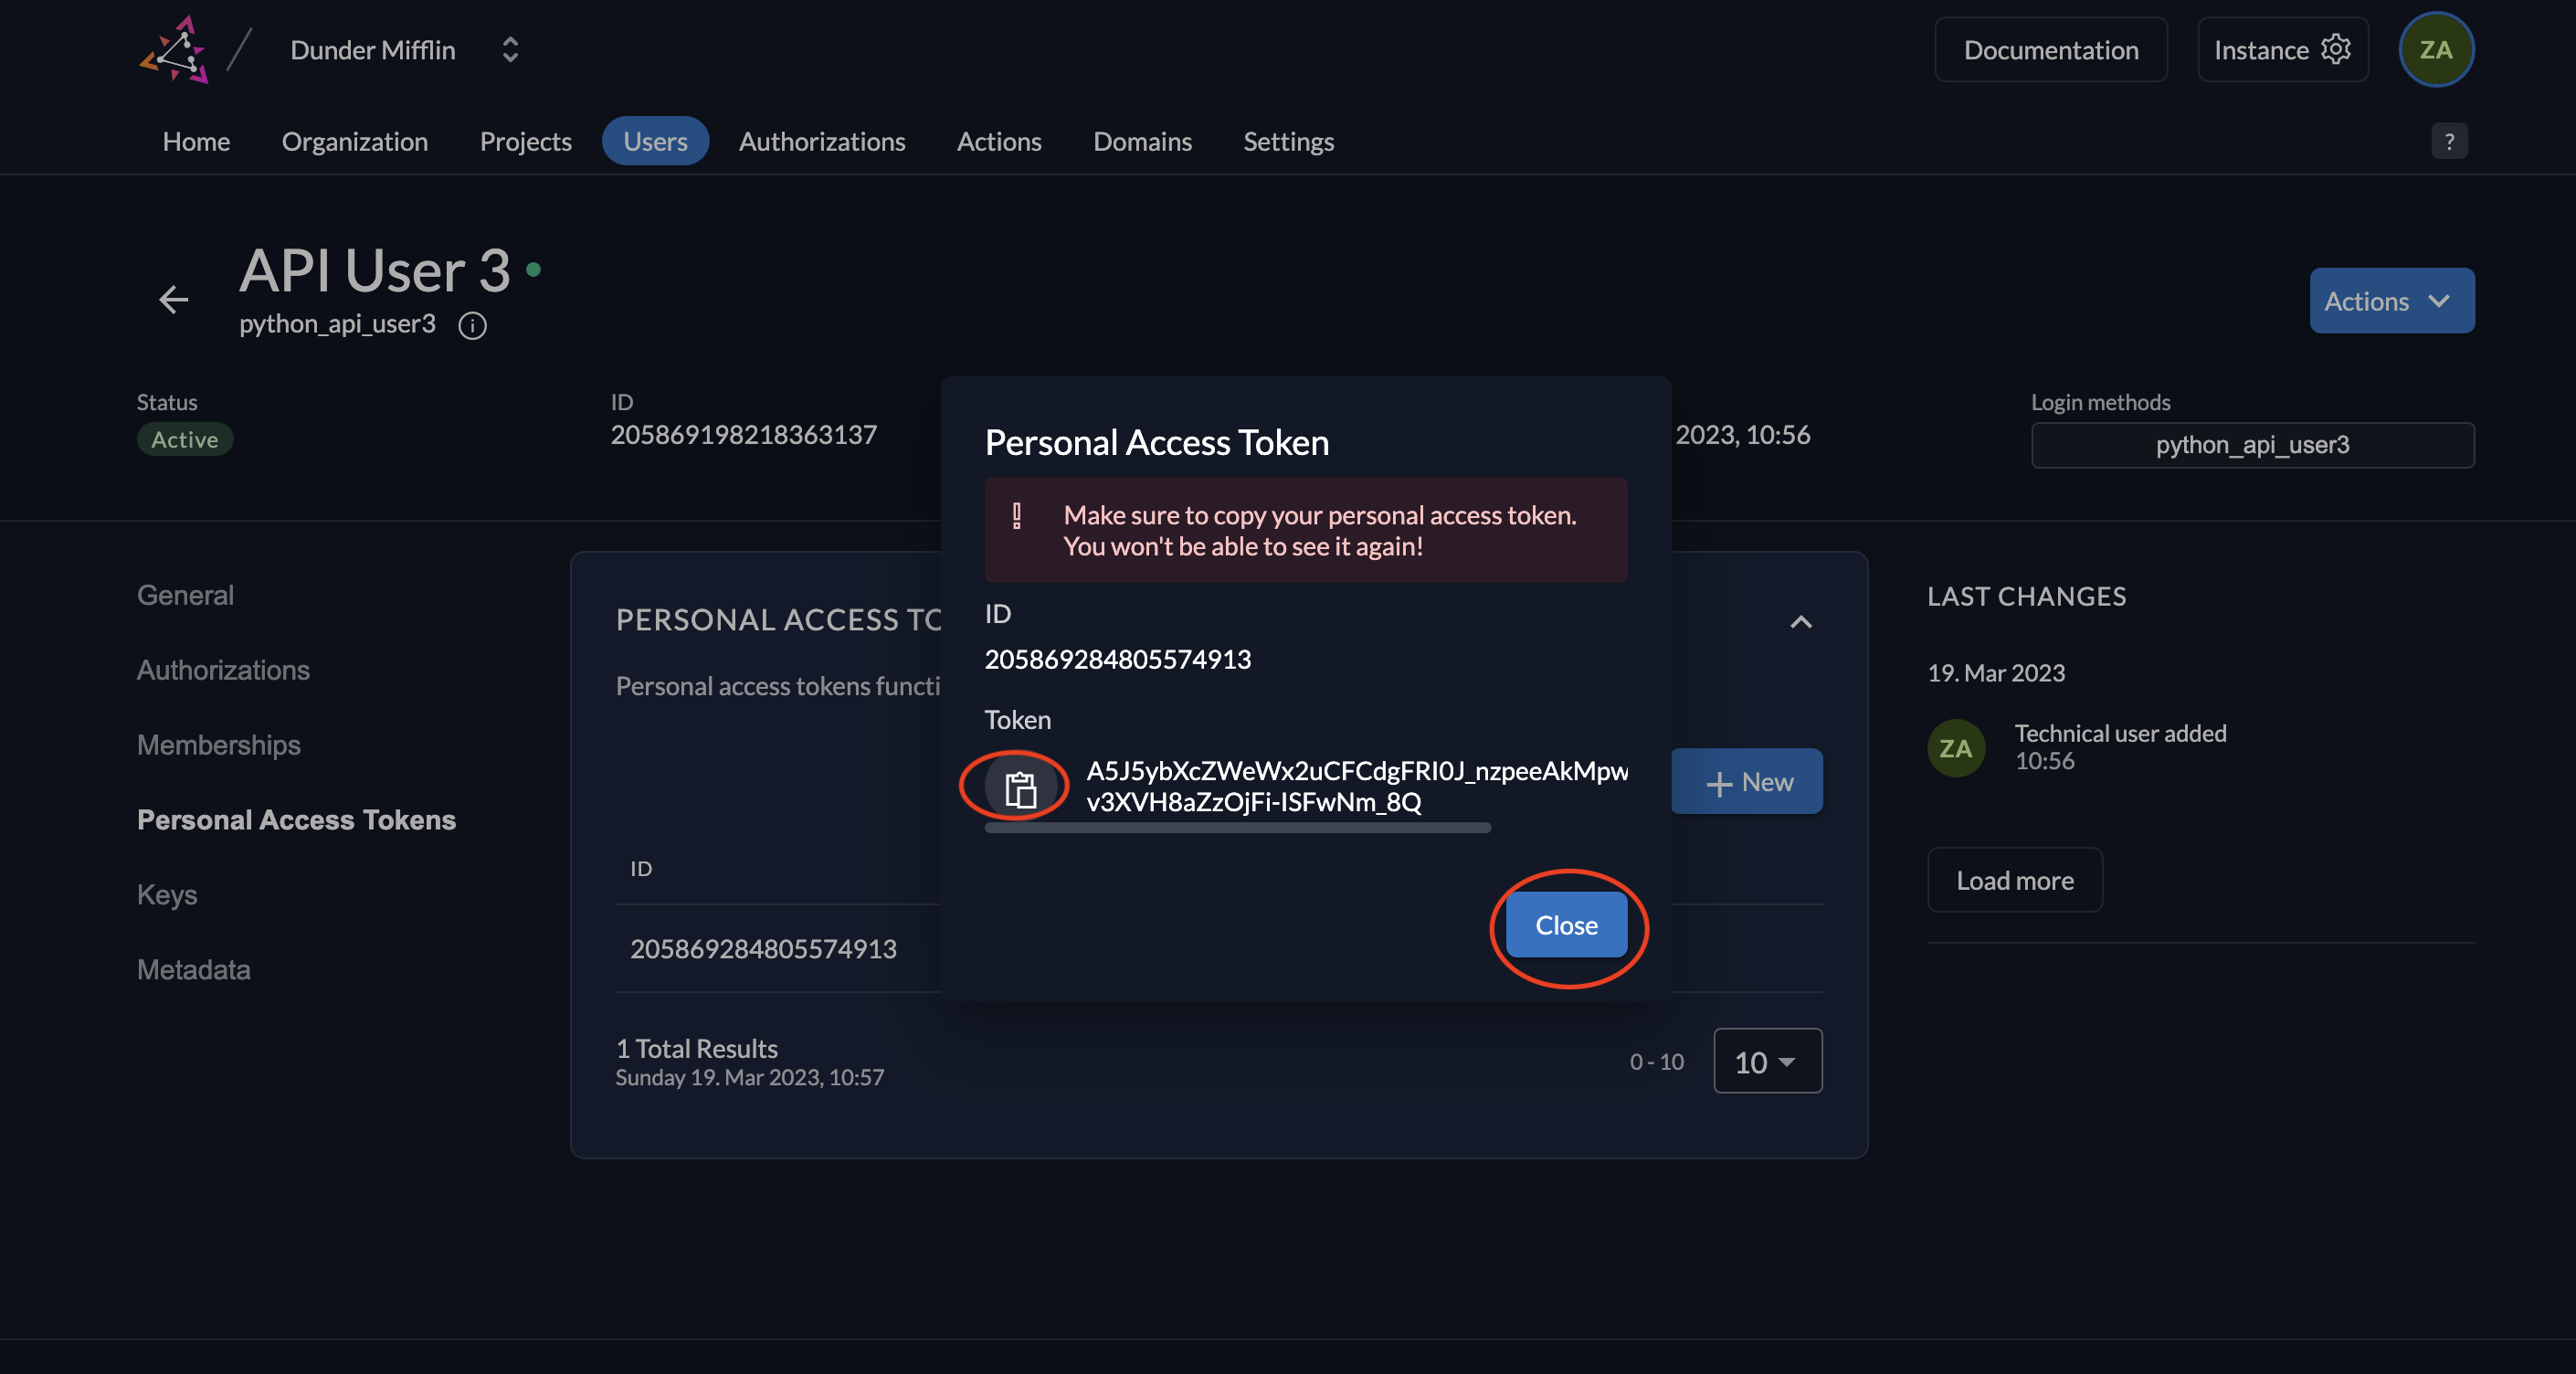 Dunder Mifflin
Documentation
Instance
ZA
Home
Organization
Projects
Users
Authorizations
Actions
Domains
Settings
?
API User 3
python_api_user3
Actions
Status
Active
ID
205869198218363137
2023, 10:56
Login methods
python_api_user3
General
Authorizations
Memberships
Personal Access Tokens
Keys
Metadata
PERSONAL ACCESS TO
Personal access tokens functi
New
ID
205869284805574913
1 Total Results
Sunday 19. Mar 2023, 10:57
0 - 10
10
Personal Access Token
Make sure to copy your personal access token.
You won't be able to see it again!
ID
205869284805574913
Token
A5J5ybXcZWeWx2uCFCdgFRI0J_nzpeeAkMpw
v3XVH8aZzOjFi-ISFwNm_8Q
Close
LAST CHANGES
19. Mar 2023
ZA
Technical user added
10:56
Load more